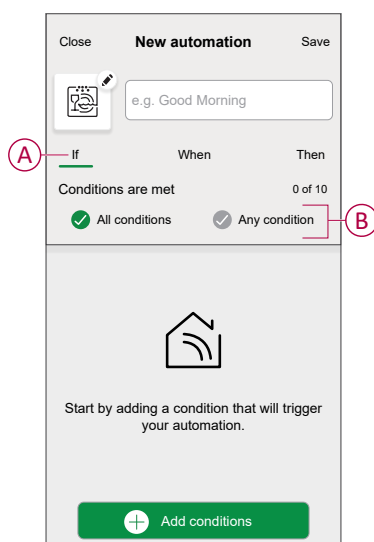 Close New automation Save
e.g. Good Morning
A If When Then
Conditions are met 0 of 10
All conditions Any condition B
Start by adding a condition that will trigger
your automation.
Add conditions